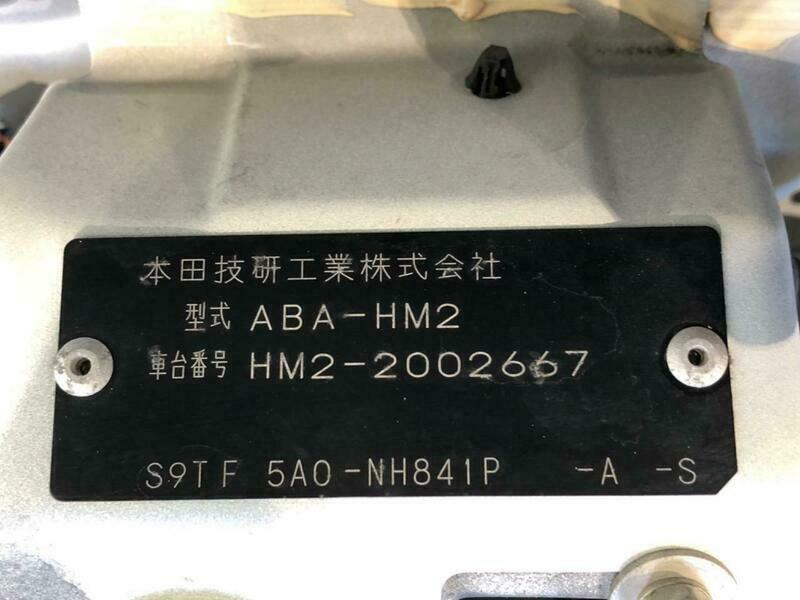 本田技研工業株式会社
型式 ABA-HM2
車台番号 HM2-2002667
S9TF 5A0-NH841P -A -S